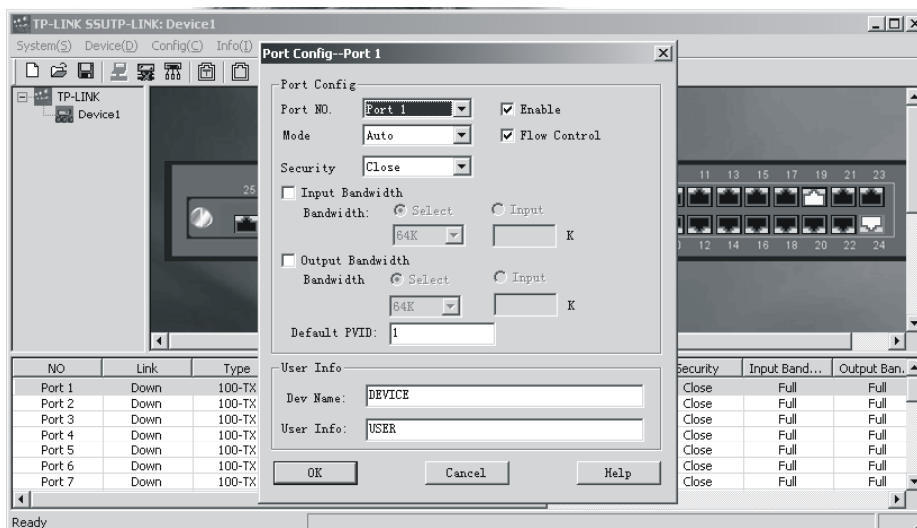 TP-LINK SSUTP-LINK: Device1
System(S) Device(D) Config(C) Info(I)
Port Config--Port 1
TP-LINK
Device1
Port Config
Port NO. Port 1 Enable
Mode Auto Flow Control
Security Close
Input Bandwidth
Bandwidth: Select Input
64K K
Output Bandwidth
Bandwidth Select Input
64K K
Default PVID: 1
25
11 13 15 17 19 21 23
12 14 16 18 20 22 24
User Info
Dev Name: DEVICE
User Info: USER
OK Cancel Help
NO Link Type Security Input Band... Output Ban.
Port 1 Down 100-TX Close Full Full
Port 2 Down 100-TX Close Full Full
Port 3 Down 100-TX Close Full Full
Port 4 Down 100-TX Close Full Full
Port 5 Down 100-TX Close Full Full
Port 6 Down 100-TX Close Full Full
Port 7 Down 100-TX Close Full Full
Ready